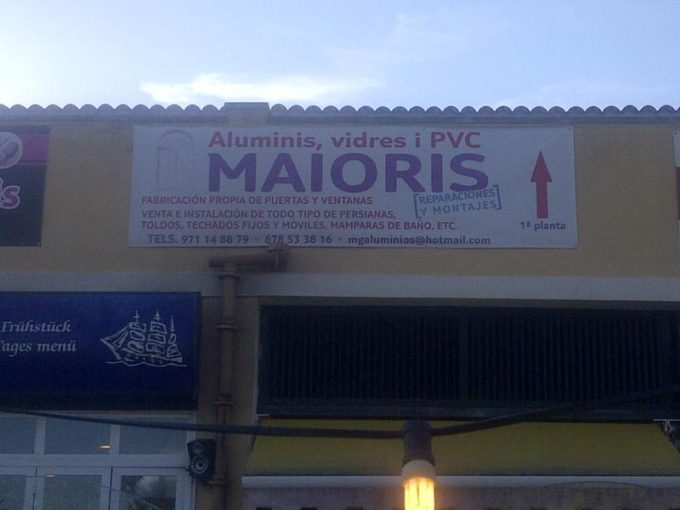 Aluminis, vidres i PVC
MAIORIS
FABRICACIÓN PROPIA DE PUERTAS Y VENTANAS
VENTA E INSTALACIÓN DE TODO TIPO DE PERSIANAS,
TOLDOS, TECHADOS FIJOS Y MOVILES, MAMPARAS DE BAÑO, ETC.
TELS. 971 14 88 79 · 678 53 38 16 · mgaluminios@hotmail.com
REPARACIONES
Y MONTAJES
1ª planta
Frühstück
Tages menü